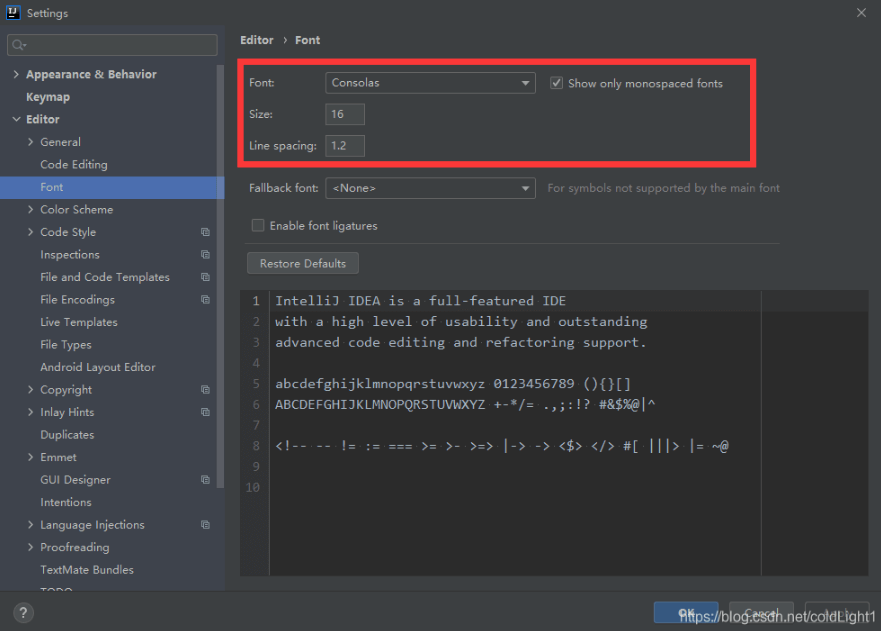 IJ Settings
Editor › Font
Appearance & Behavior
Keymap
Editor
General
Code Editing
Font
Color Scheme
Code Style
Inspections
File and Code Templates
File Encodings
Live Templates
File Types
Android Layout Editor
Copyright
Inlay Hints
Duplicates
Emmet
GUI Designer
Intentions
Language Injections
Proofreading
TextMate Bundles
TODO
Font: Consolas Show only monospaced fonts
Size: 16
Line spacing: 1.2
Fallback font: <None> For symbols not supported by the main font
Enable font ligatures
Restore Defaults
1 IntelliJ IDEA is a full-featured IDE
2 with a high level of usability and outstanding
3 advanced code editing and refactoring support.
4
5 abcdefghijklmnopqrstuvwxyz 0123456789 (){}[]
6 ABCDEFGHIJKLMNOPQRSTUVWXYZ +-*/= .,;:!? #&$%@|^
7
8 <!-- -- != := === >= >- >=> |-> -> <$> </> #[ |||> |= ~@
9
10
? OK Cancel Apply
https://blog.csdn.net/coldLight1